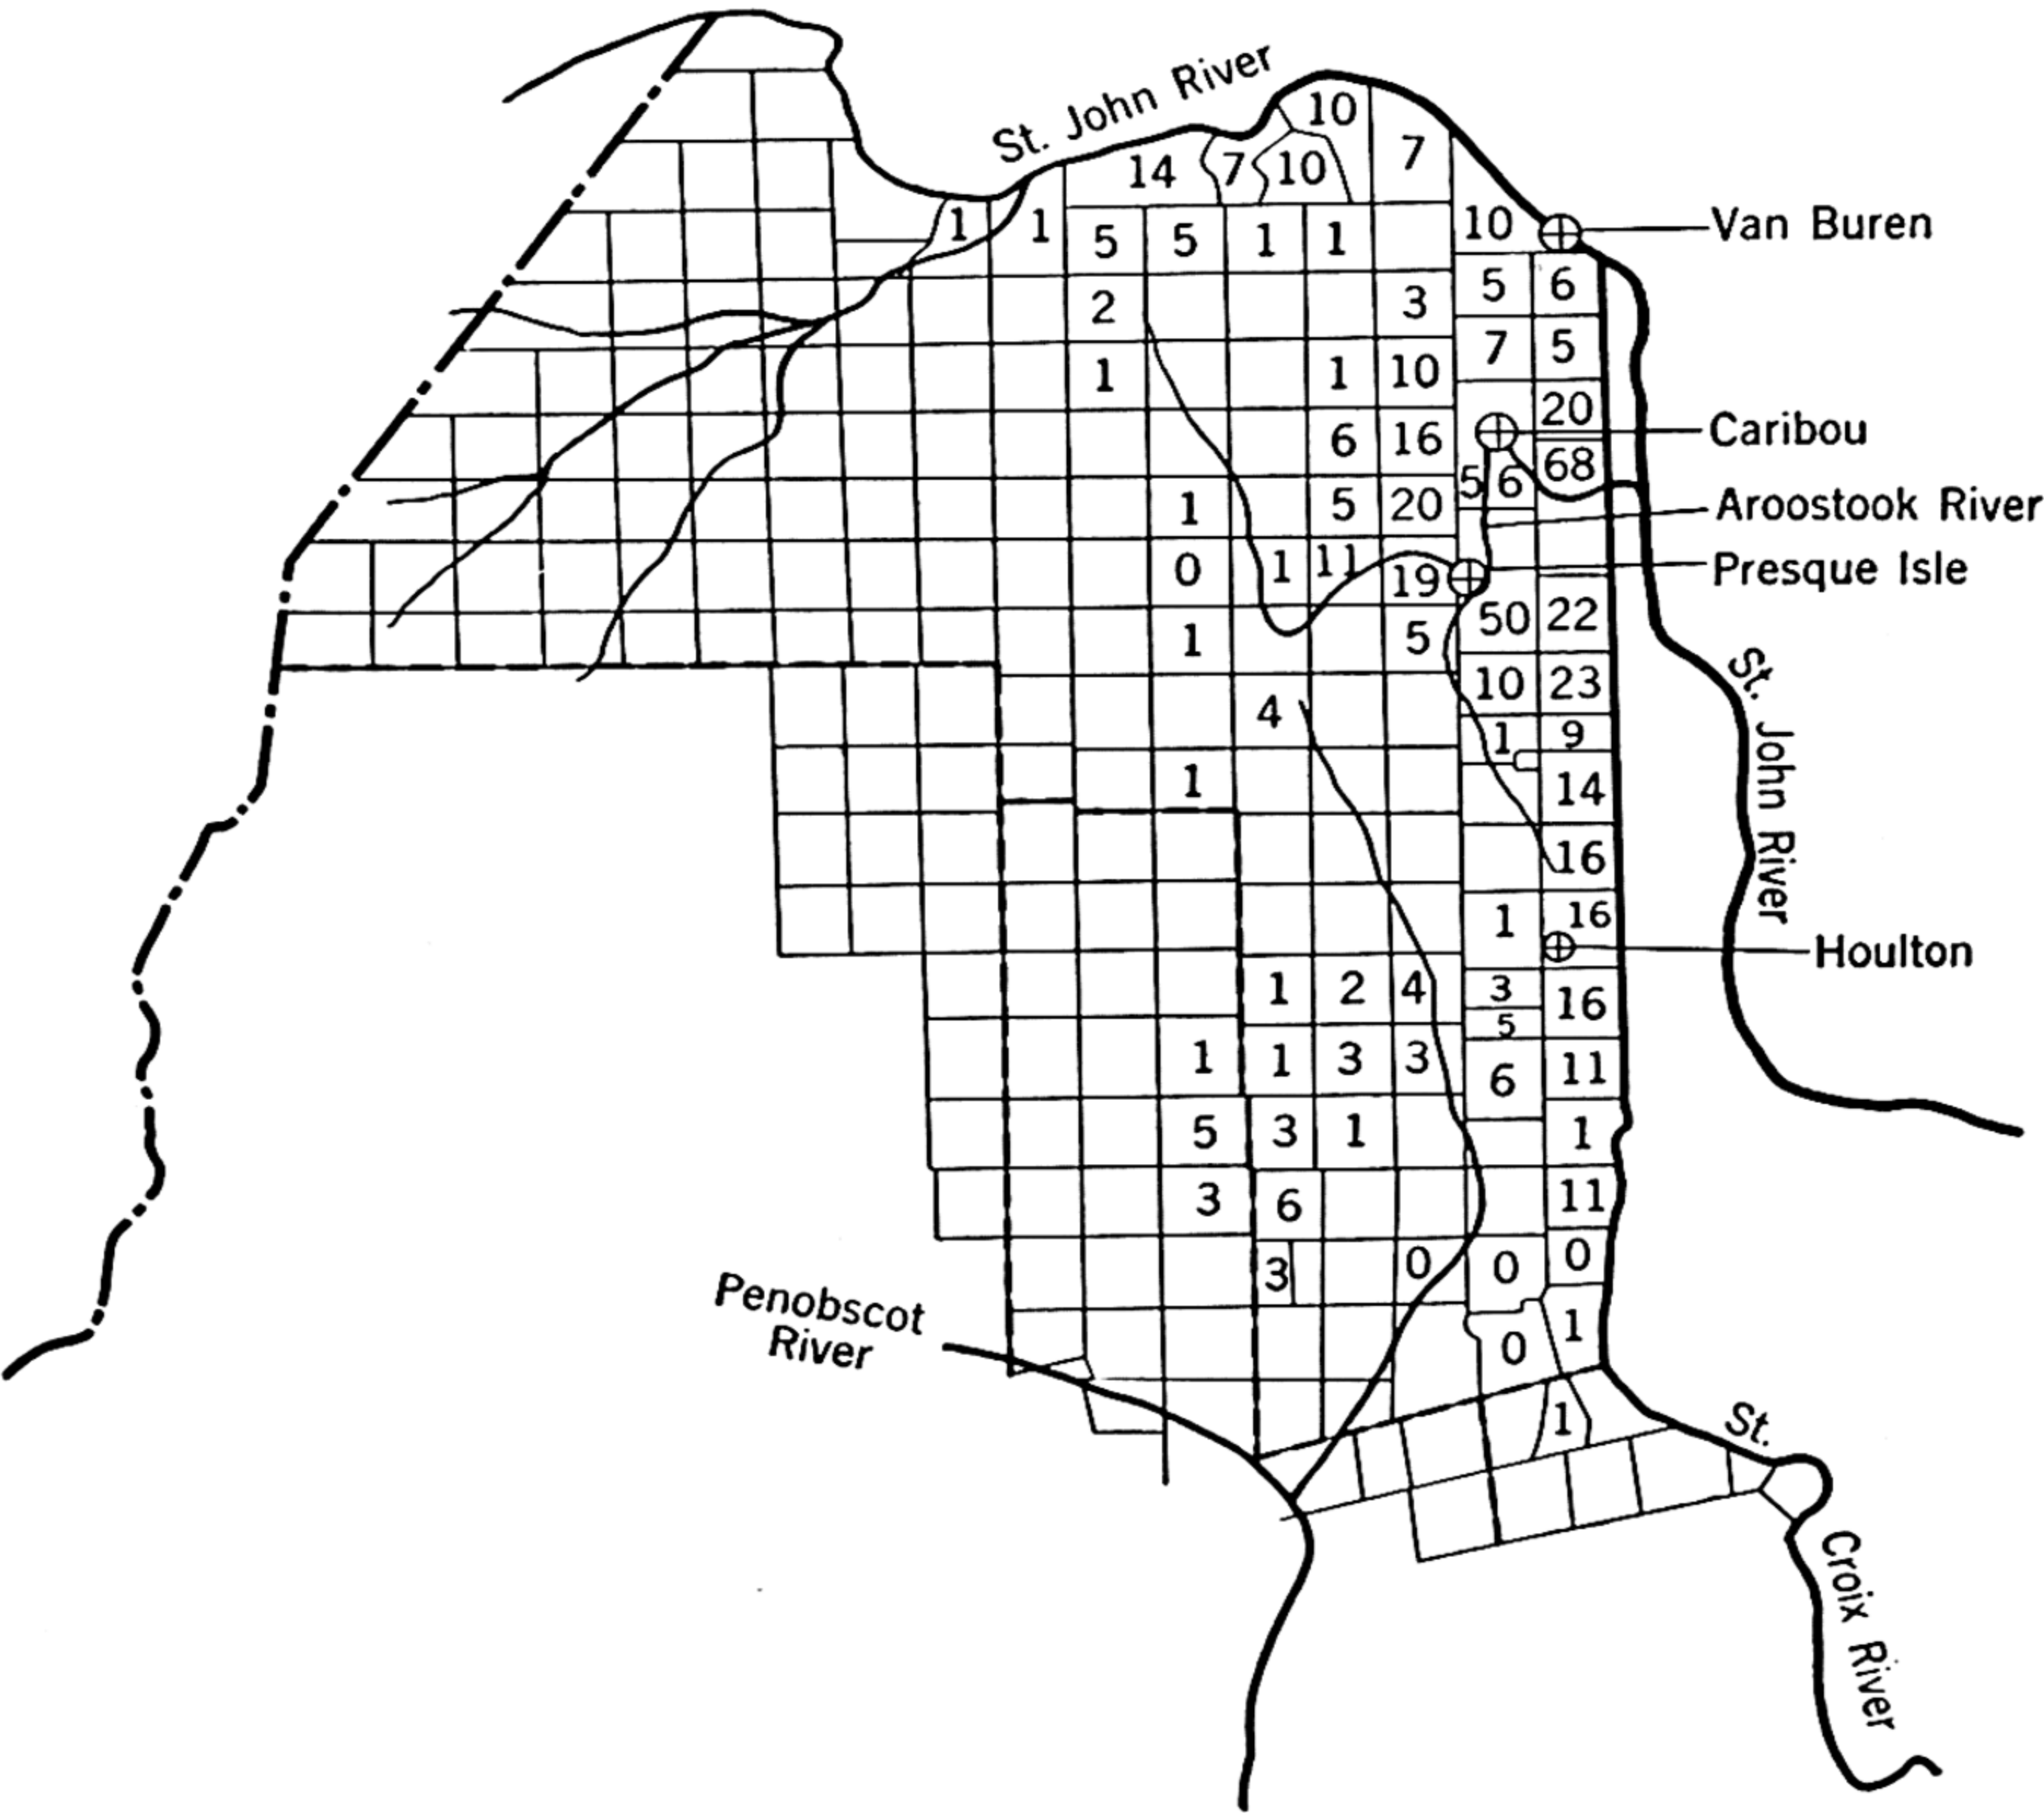 St. John River
10
14 7 10 7
1 1 5 5 1 1 10 Van Buren
2 3 5 6
1 1 10 7 5
6 16 20 Caribou
5 6 68
1 5 20 Aroostook River
0 1 11 19 Presque Isle
1 5 50 22
4 10 23
1 9
1 14
16
1 16
Houlton
St. John River
1 2 4 3 16
5
1 1 3 3 6 11
5 3 1 1
3 6 11
3 0 0 0
Penobscot
River
0 1
1
St.
Croix River